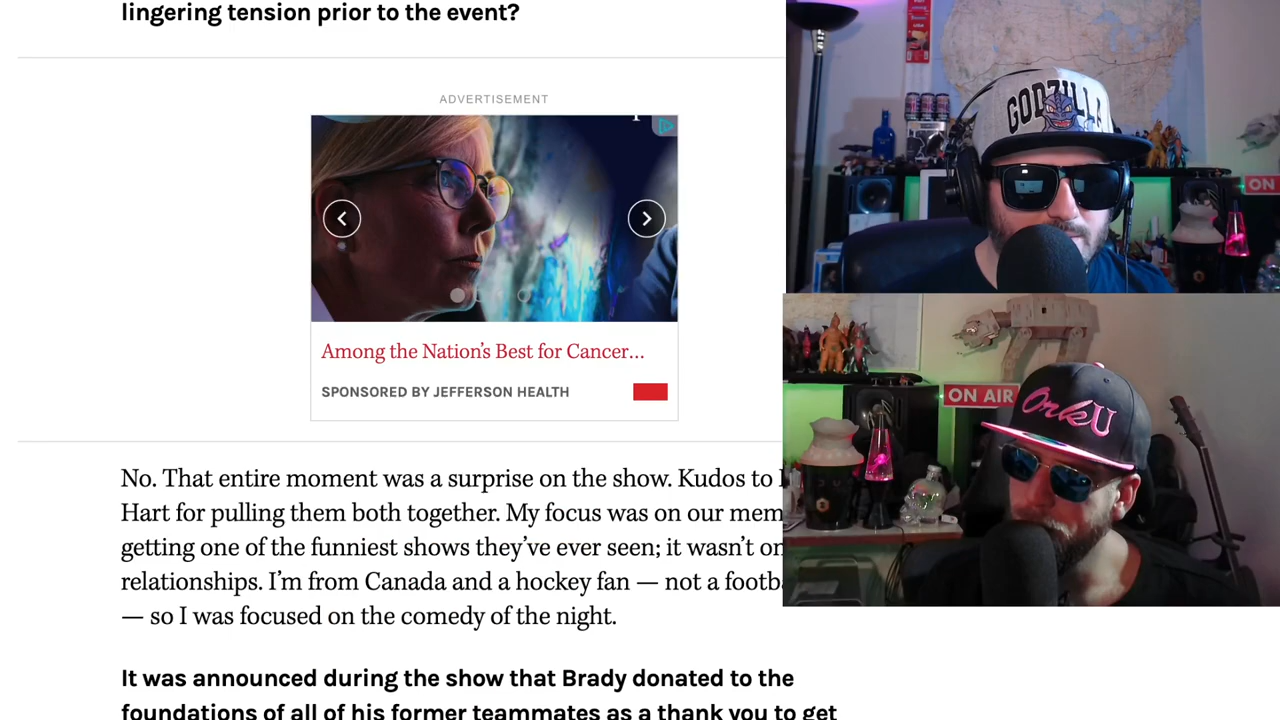 lingering tension prior to the event?
ADVERTISEMENT
Among the Nation's Best for Cancer...
SPONSORED BY JEFFERSON HEALTH
No. That entire moment was a surprise on the show. Kudos to
Hart for pulling them both together. My focus was on our mem
getting one of the funniest shows they've ever seen; it wasn't on
relationships. I'm from Canada and a hockey fan — not a footba
— so I was focused on the comedy of the night.
It was announced during the show that Brady donated to the
foundations of all of his former teammates as a thank you to get
GODZILLA
ON
ON AIR
OrkU